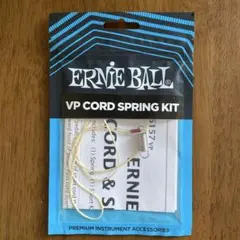 ERNIE BALL
VP CORD SPRING KIT
ERNIE
CORD & S
PREMIUM INSTRUMENT ACCESSORIES